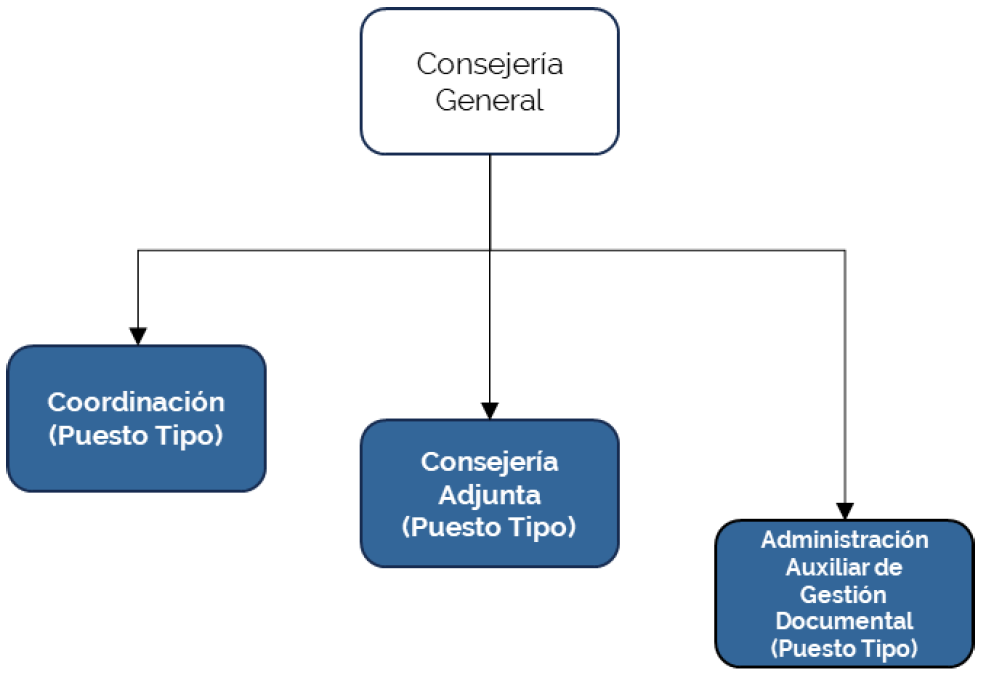 Consejería
General
Coordinación
(Puesto Tipo)
Consejería
Adjunta
(Puesto Tipo)
Administración
Auxiliar de
Gestión
Documental
(Puesto Tipo)